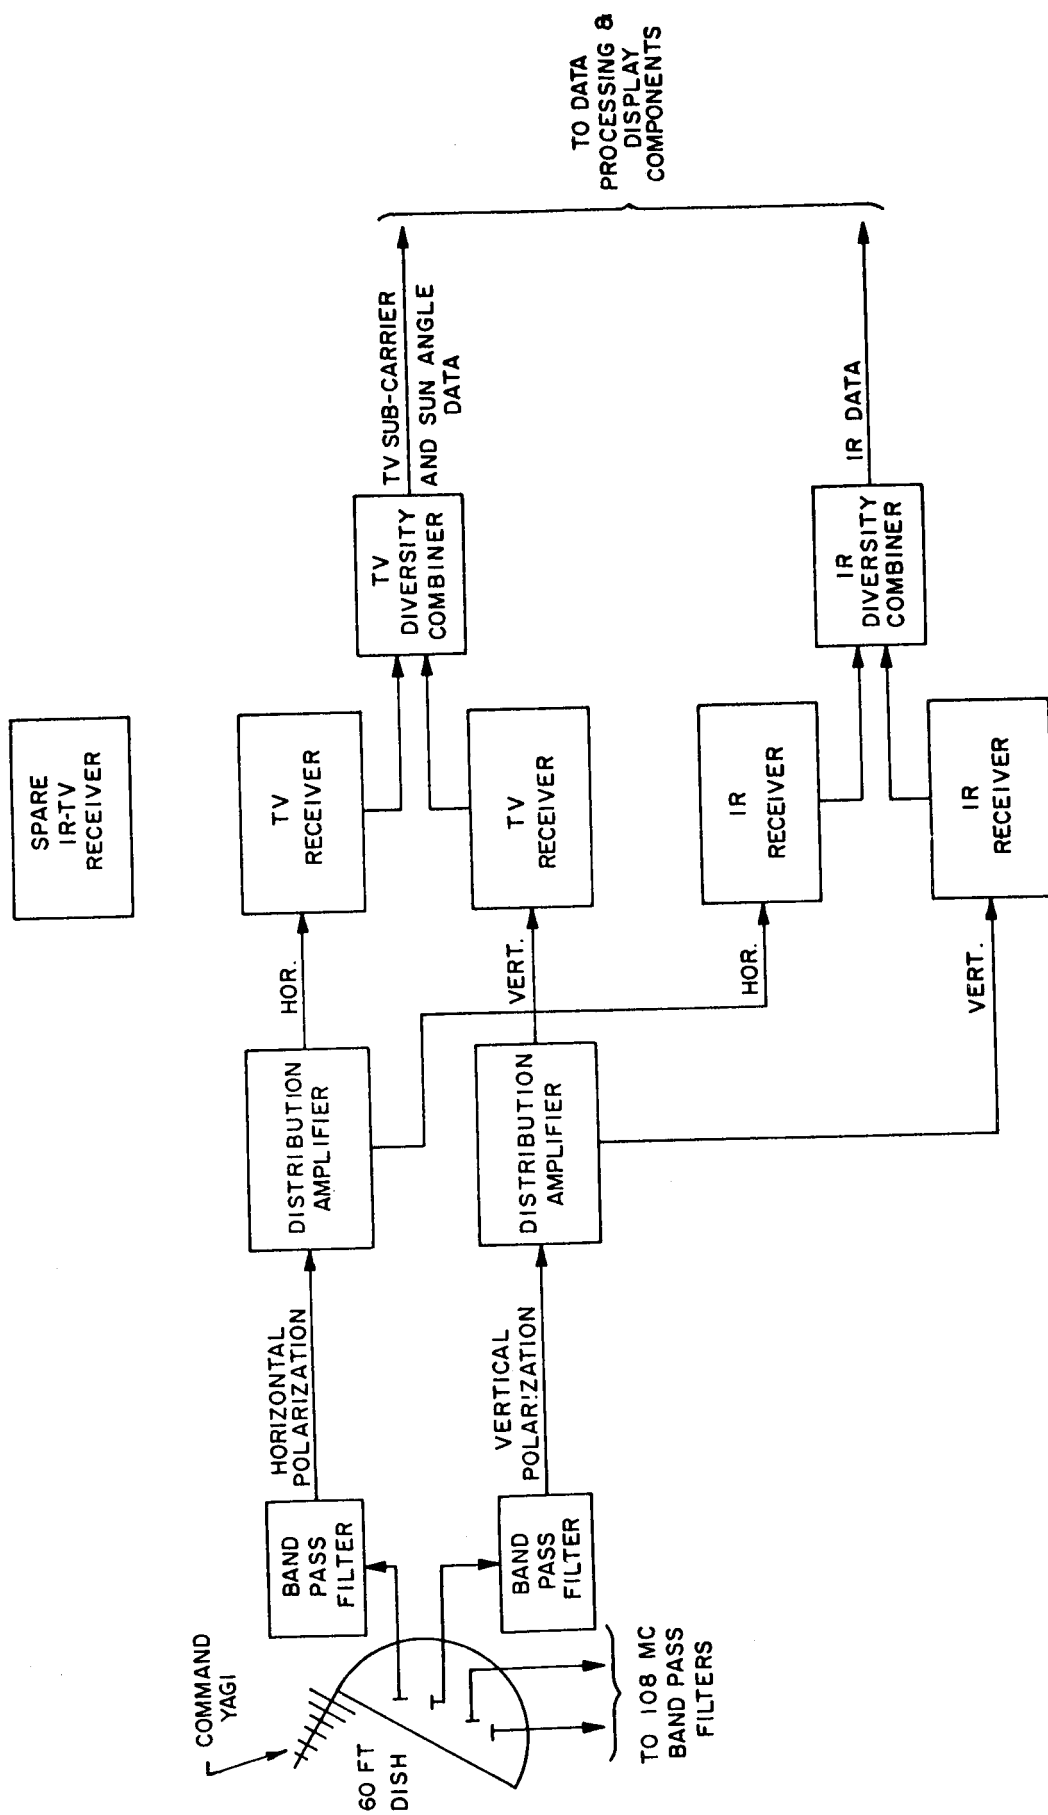 COMMAND
YAGI
60 FT
DISH
TO 108 MC
BAND PASS
FILTERS
BAND
PASS
FILTER
BAND
PASS
FILTER
HORIZONTAL
POLARIZATION
VERTICAL
POLARIZATION
DISTRIBUTION
AMPLIFIER
DISTRIBUTION
AMPLIFIER
HOR.
VERT.
HOR.
VERT.
SPARE
IR-TV
RECEIVER
TV
RECEIVER
TV
RECEIVER
IR
RECEIVER
IR
RECEIVER
TV
DIVERSITY
COMBINER
IR
DIVERSITY
COMBINER
TV SUB-CARRIER
AND SUN ANGLE
DATA
IR DATA
TO DATA
PROCESSING &
DISPLAY
COMPONENTS